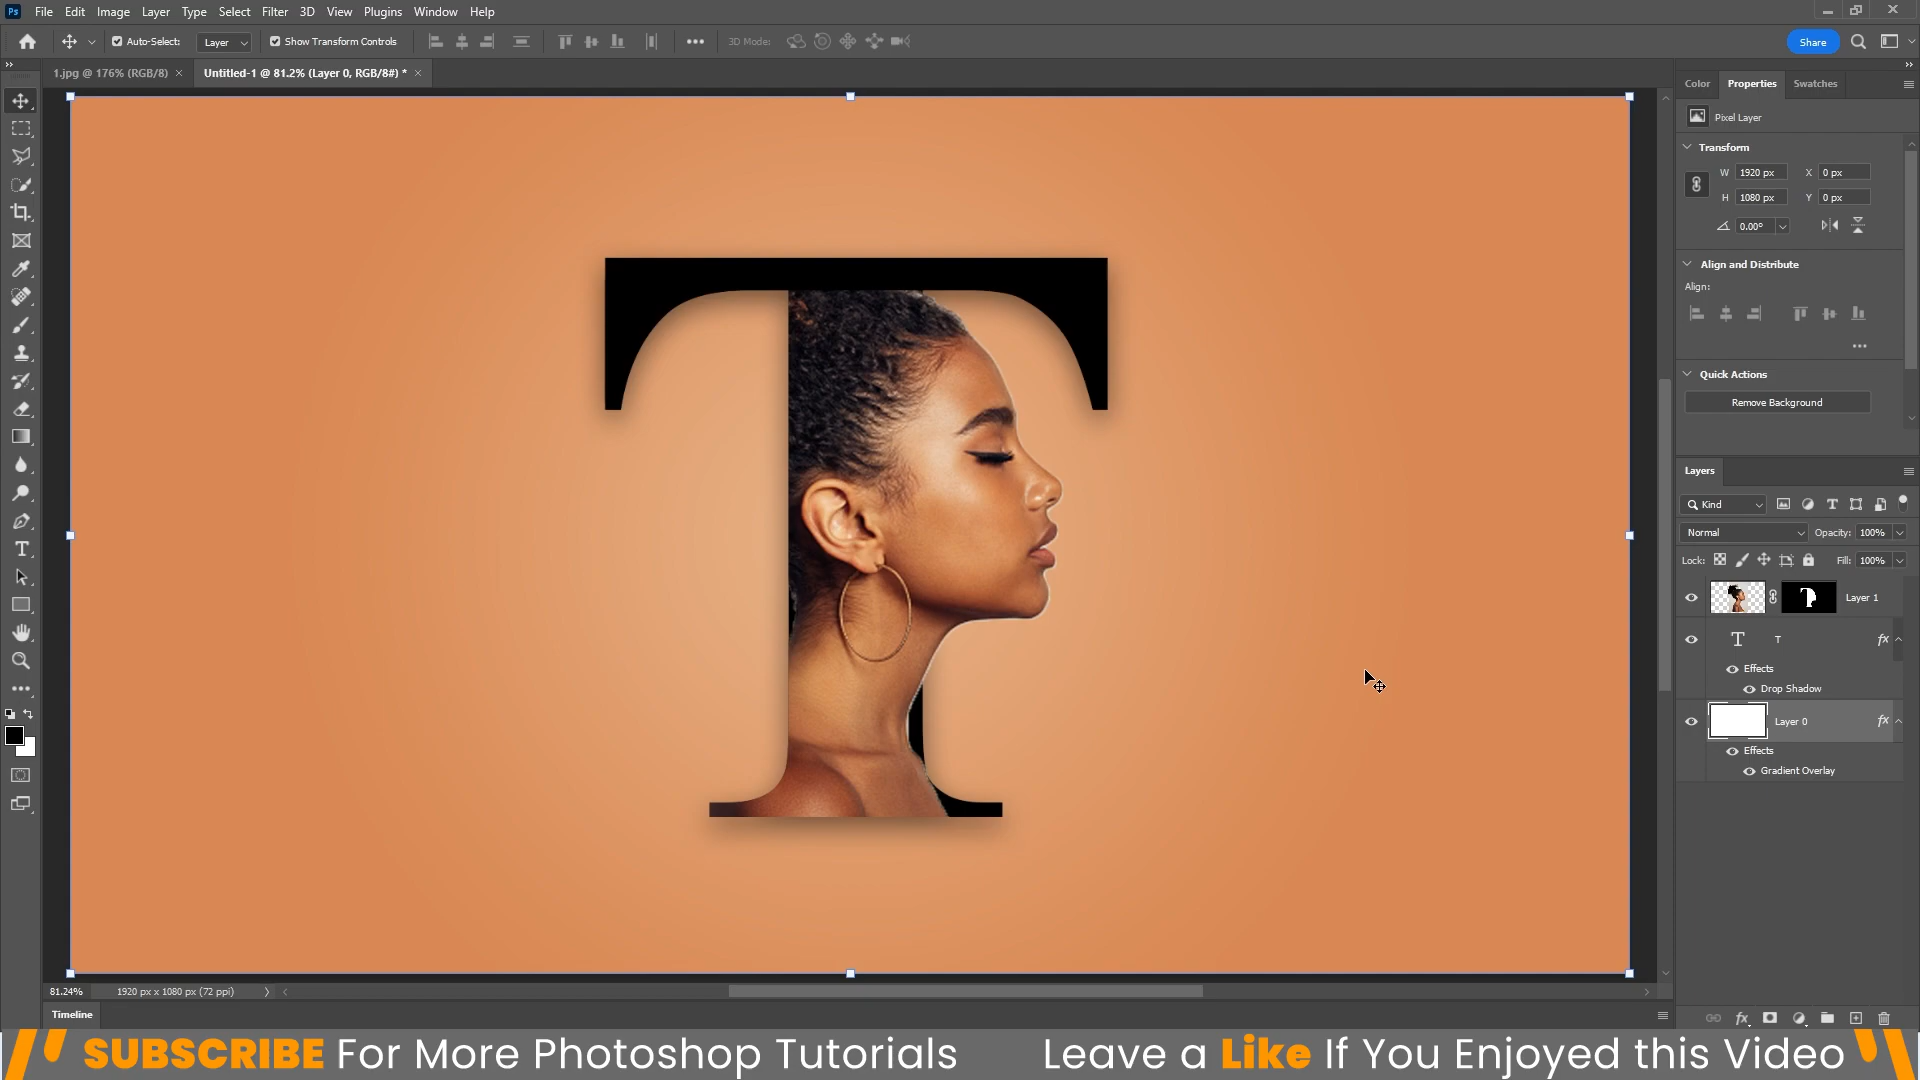 Ps File Edit Image Layer Type Select Filter 3D View Plugins Window Help
Auto-Select: Layer Show Transform Controls 3D Mode: Share
1.jpg @ 176% (RGB/8) × Untitled-1 @ 81.2% (Layer 0, RGB/8#) * ×
Color Properties Swatches
Pixel Layer
Transform
W 1920 px X 0 px
H 1080 px Y 0 px
0.00°
Align and Distribute
Align:
Quick Actions
Remove Background
Layers
Kind
Normal Opacity: 100%
Lock: Fill: 100%
Layer 1
T T fx
Effects
Drop Shadow
Layer 0 fx
Effects
Gradient Overlay
T
81.24% 1920 px x 1080 px (72 ppi)
Timeline
fx
SUBSCRIBE For More Photoshop Tutorials Leave a Like If You Enjoyed this Video